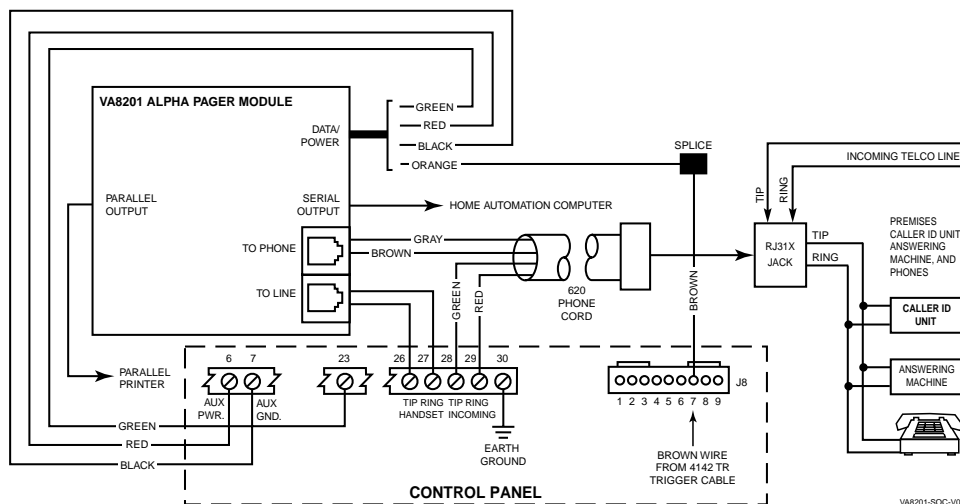 VA8201 ALPHA PAGER MODULE
DATA/
POWER
GREEN
RED
BLACK
ORANGE
SPLICE
INCOMING TELCO LINE
TIP
RING
PARALLEL
OUTPUT
SERIAL
OUTPUT
HOME AUTOMATION COMPUTER
TO PHONE
GRAY
BROWN
TO LINE
GREEN
RED
620
PHONE
CORD
BROWN
RJ31X
JACK
TIP
RING
PREMISES
CALLER ID UNIT
ANSWERING
MACHINE, AND
PHONES
CALLER ID
UNIT
ANSWERING
MACHINE
PARALLEL
PRINTER
6 7 23 26 27 28 29 30
AUX
PWR.
AUX
GND.
TIP RING TIP RING
HANDSET INCOMING
EARTH
GROUND
J8
1 2 3 4 5 6 7 8 9
BROWN WIRE
FROM 4142 TR
TRIGGER CABLE
GREEN
RED
BLACK
CONTROL PANEL
VA8201-SOC-V0